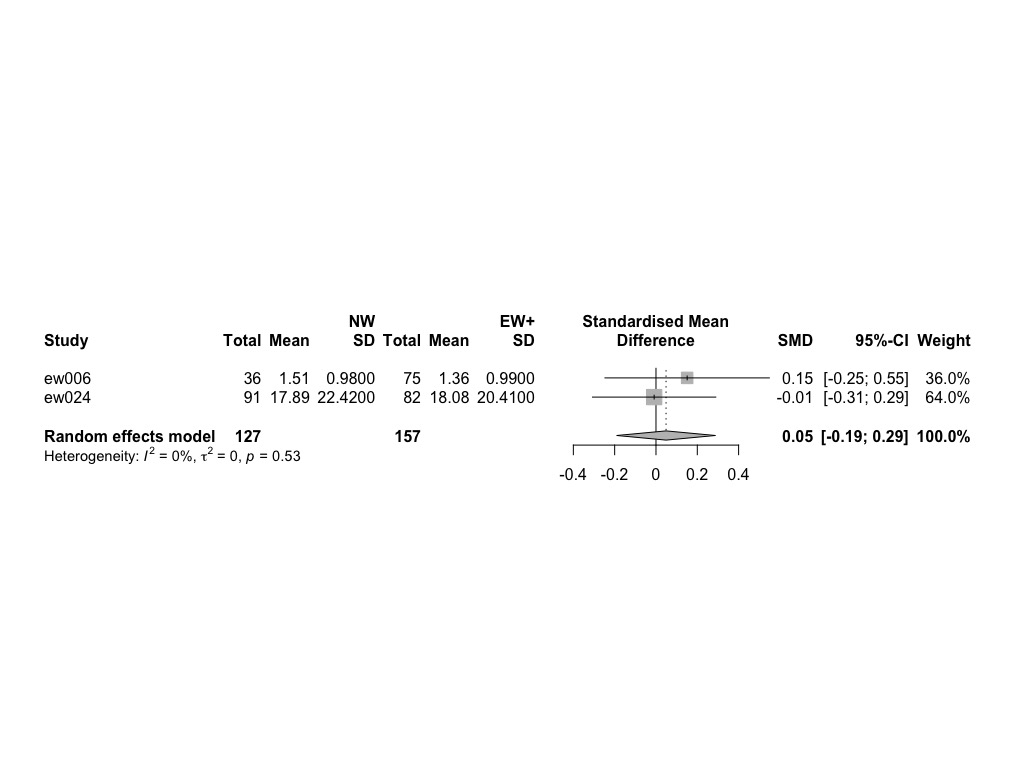 NW EW+ Standardised Mean
Study Total Mean SD Total Mean SD Difference SMD 95%-CI Weight
ew006 36 1.51 0.9800 75 1.36 0.9900 0.15 [-0.25; 0.55] 36.0%
ew024 91 17.89 22.4200 82 18.08 20.4100 -0.01 [-0.31; 0.29] 64.0%
Random effects model 127 157 0.05 [-0.19; 0.29] 100.0%
Heterogeneity: I² = 0%, τ² = 0, p = 0.53
-0.4 -0.2 0 0.2 0.4